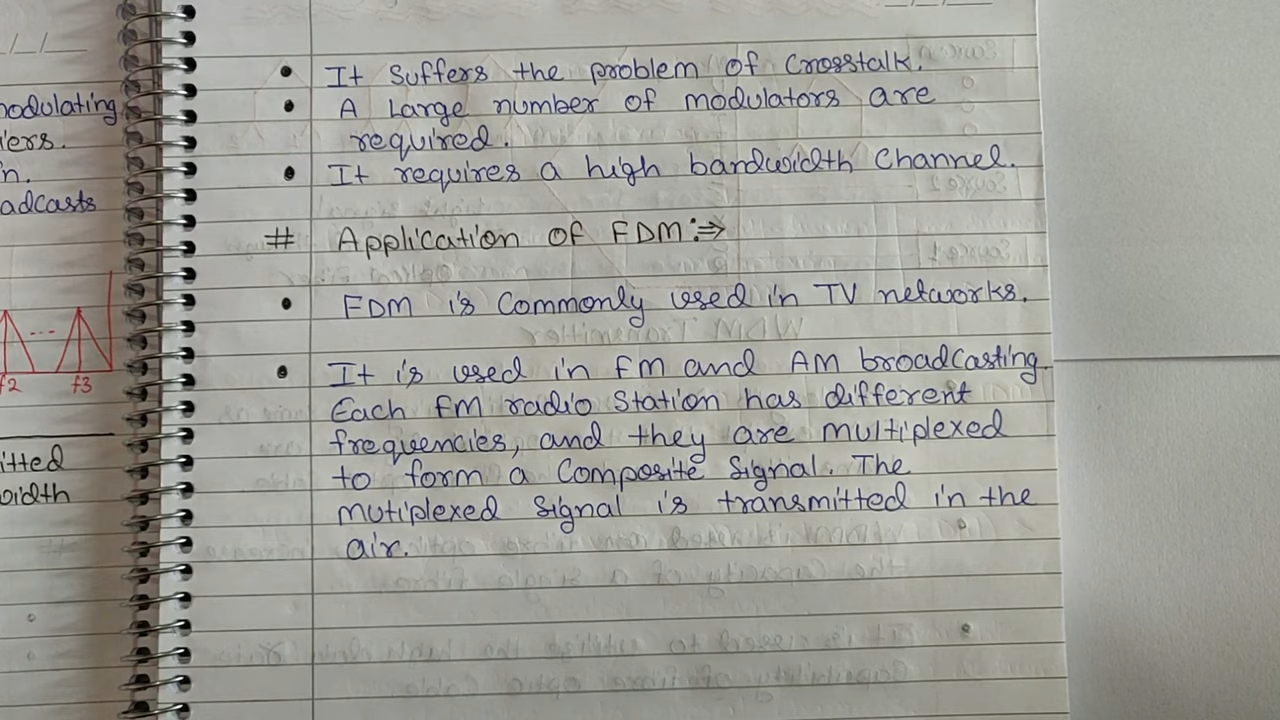 modulating
iers.
n.
adcasts
f2 f3
itted
width
• It Suffers the problem of Crosstalk.
• A Large number of modulators are
required.
• It requires a high bandwidth Channel.
# Application of FDM:⇒
• FDM is Commonly used in TV networks.
• It is used in FM and AM broadcasting.
Each FM radio Station has different
frequencies, and they are multiplexed
to form a Composite Signal. The
mutiplexed Signal is transmitted in the
air.